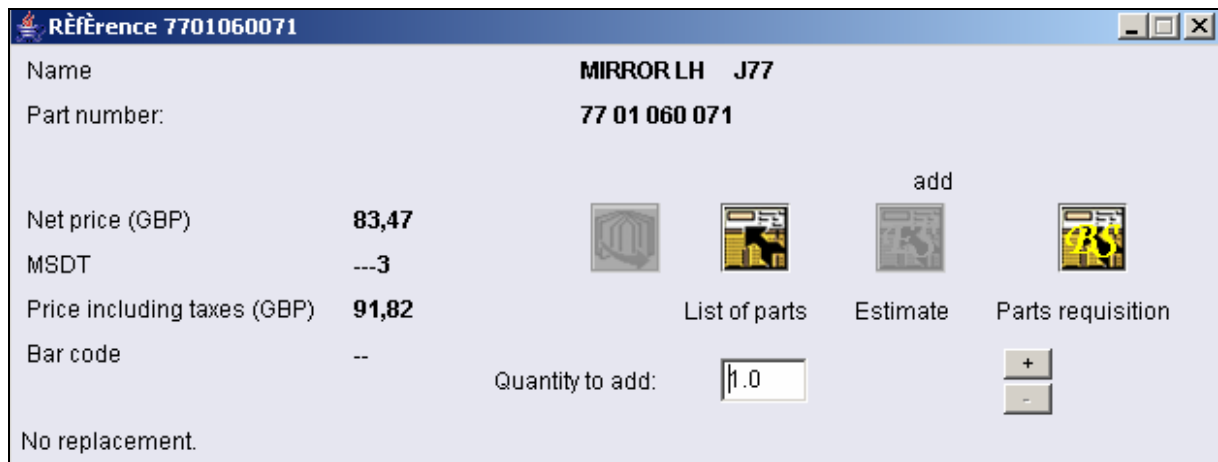 RÈfÈrence 7701060071
Name MIRROR LH J77
Part number: 77 01 060 071
add
Net price (GBP) 83,47
MSDT ---3
Price including taxes (GBP) 91,82 List of parts Estimate Parts requisition
Bar code --
Quantity to add: 1.0
+
-
No replacement.